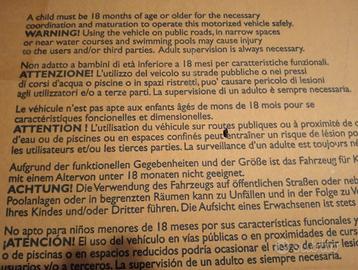 A child must be 18 months of age or older for the necessary
coordination and maturation to operate this motorized vehicle safely.
WARNING! Using the vehicle on public roads, in narrow spaces
or near water courses and swimming pools may cause injury
to the users and/or third parties. Adult supervision is always necessary.
Non adatto a bambini di età inferiore a 18 mesi per caratteristiche funzionali.
ATTENZIONE! L'utilizzo del veicolo su strade pubbliche o nei pressi
di corsi d'acqua o piscine o in spazi ristretti, puo' causare pericolo di lesioni
agli utilizzatori e/o a terze parti. La supervisione di un adulto è sempre necessaria.
Le véhicule n'est pas apte aux enfants âgés de mons de 18 mois pour se
caractéristiques foncionelles et dimensionelles.
ATTENTION! L'utilisation du véhicule sur routes publiques ou à proximité de c
d'eau ou de piscines ou en espaces confinés peut entraîner un risque de lésion po
les utilisateurs et/ou les tierces parties. La surveillance d'un adulte est toujours né
Aufgrund der funktionellen Gegebenheiten und der Größe ist das Fahrzeug für K
mit einem Altervon unter 18 monaten nicht geeignet.
ACHTUNG! Die Verwendung des Fahrzeugs auf öffentlichen Straßen oder neb
Poolanlagen oder in begrenzten Räumen kann zu Unfällen und in der Folge zu V
Ihres Kindes und/oder Dritter führen. Die Aufsicht eines Erwachsenen ist stets
No apto para niños menores de 18 meses por sus caracteristicas funcionales y
¡ATENCIÓN! El uso del vehículo en vías públicas o en proximidades de curs
o de piscinas o en espacios reducidos podría ocasionar el riesgo de sufrir lesi
usuarios y/o a terceros. La supervisión de un adulto es siempre necesaria.